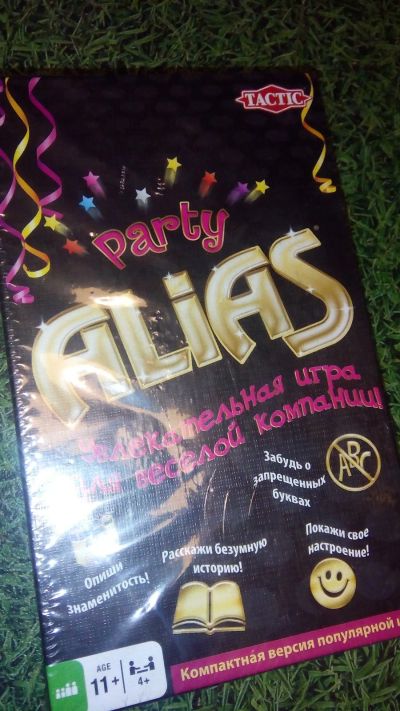 TACTIC
Party
ALIAS
Увлекательная игра
для веселой компании!
Забудь о
запрещенных
буквах
ABC
Опиши
знаменитость!
Расскажи безумную
историю!
Покажи свое
настроение!
AGE
11+
4+
Компактная версия популярной и